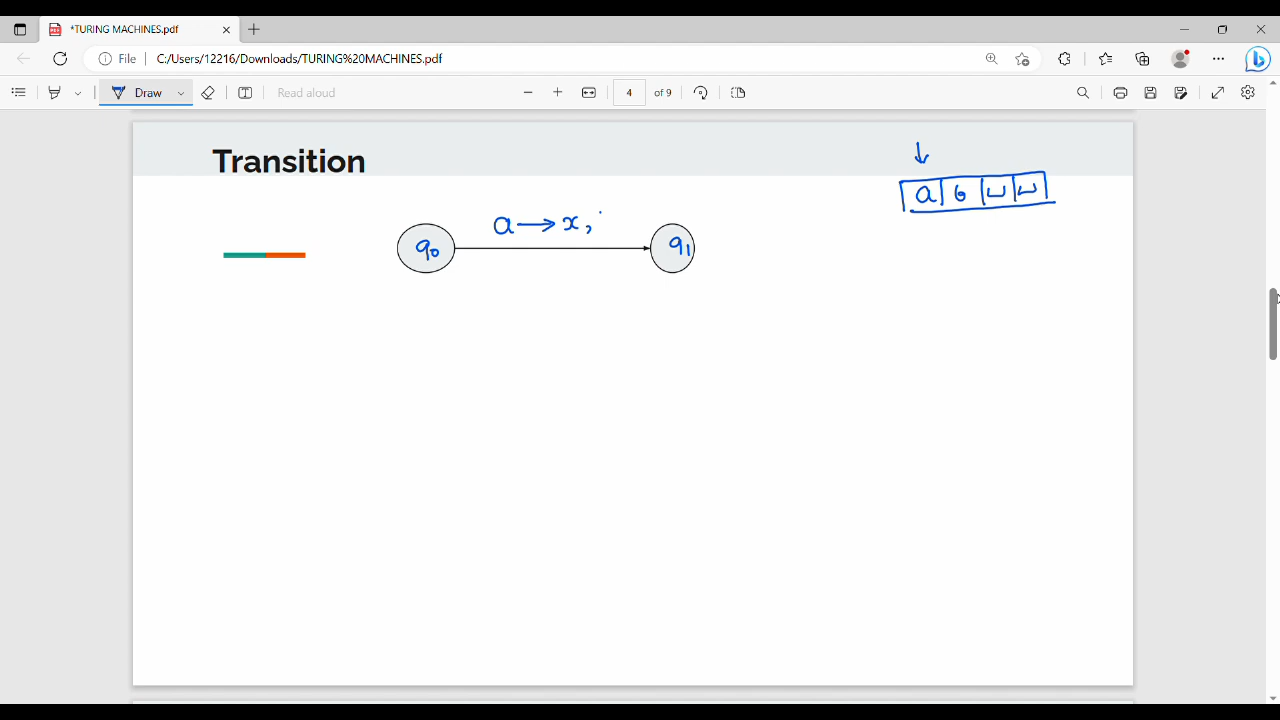 *TURING MACHINES.pdf
File C:/Users/12216/Downloads/TURING%20MACHINES.pdf
Draw Read aloud 4 of 9
Transition
a → x,
q0 q1
a b ⊔ ⊔